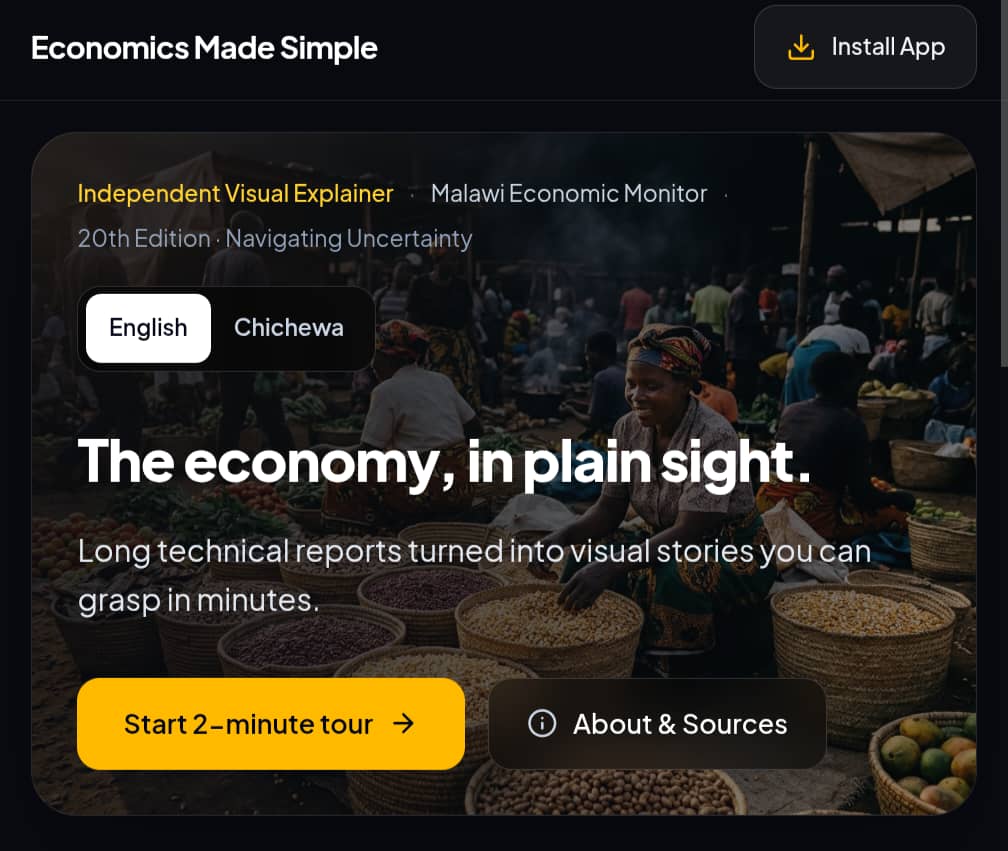 Economics Made Simple
Install App
Independent Visual Explainer · Malawi Economic Monitor ·
20th Edition · Navigating Uncertainty
English
Chichewa
The economy, in plain sight.
Long technical reports turned into visual stories you can
grasp in minutes.
Start 2-minute tour →
About & Sources